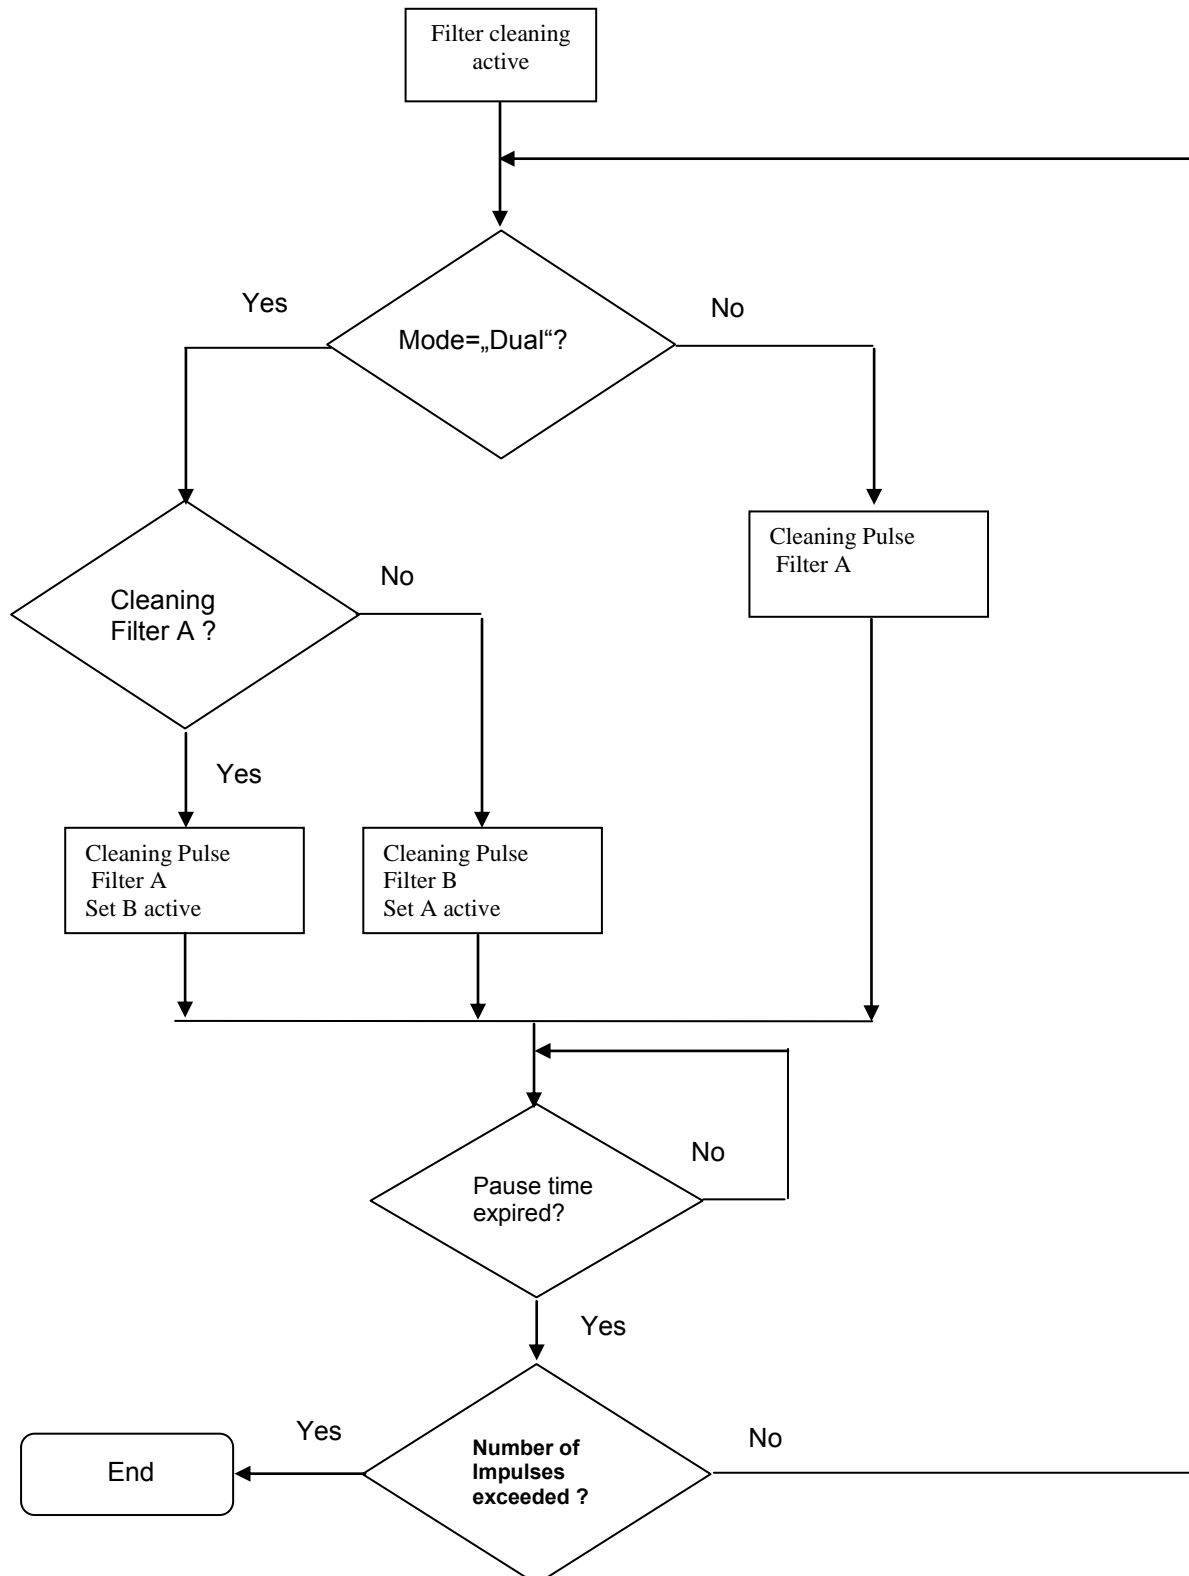 Filter cleaning
active
Yes
No
Mode=„Dual“?
Cleaning Pulse
Filter A
No
Cleaning
Filter A ?
Yes
Cleaning Pulse
Filter A
Set B active
Cleaning Pulse
Filter B
Set A active
No
Pause time
expired?
Yes
Yes
No
Number of
Impulses
exceeded ?
End